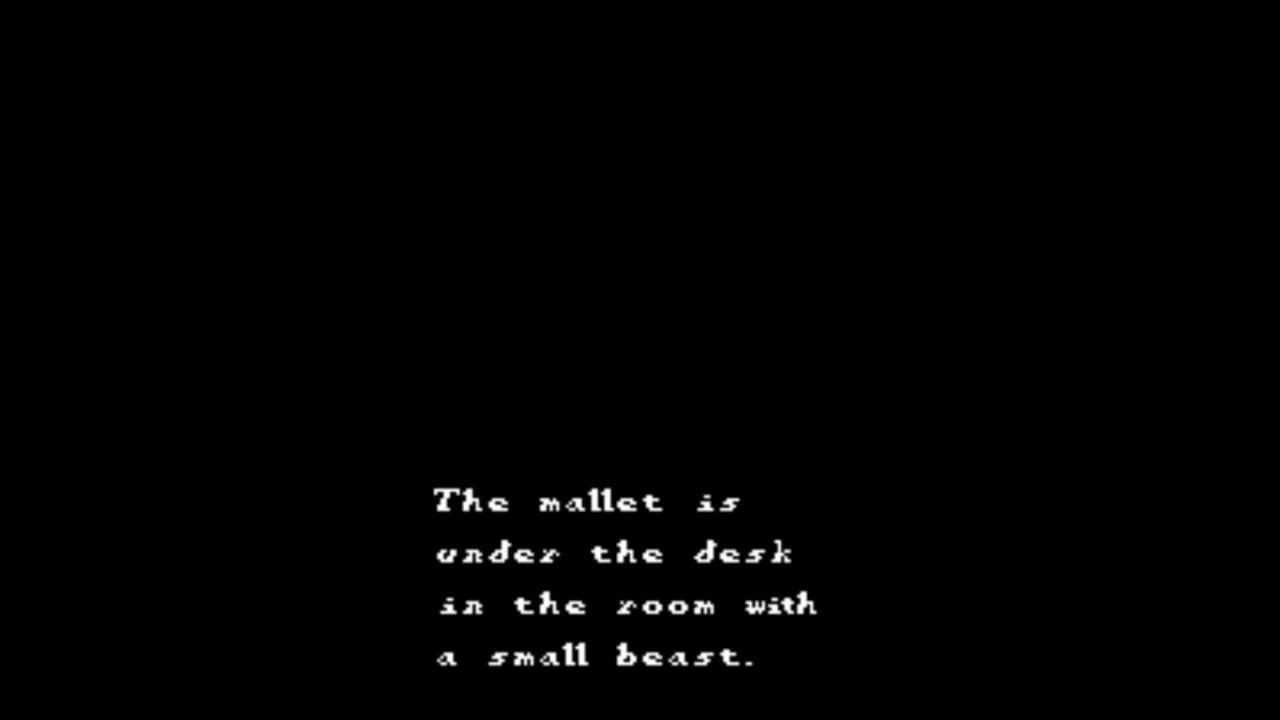 The mallet is
under the desk
in the room with
a small beast.